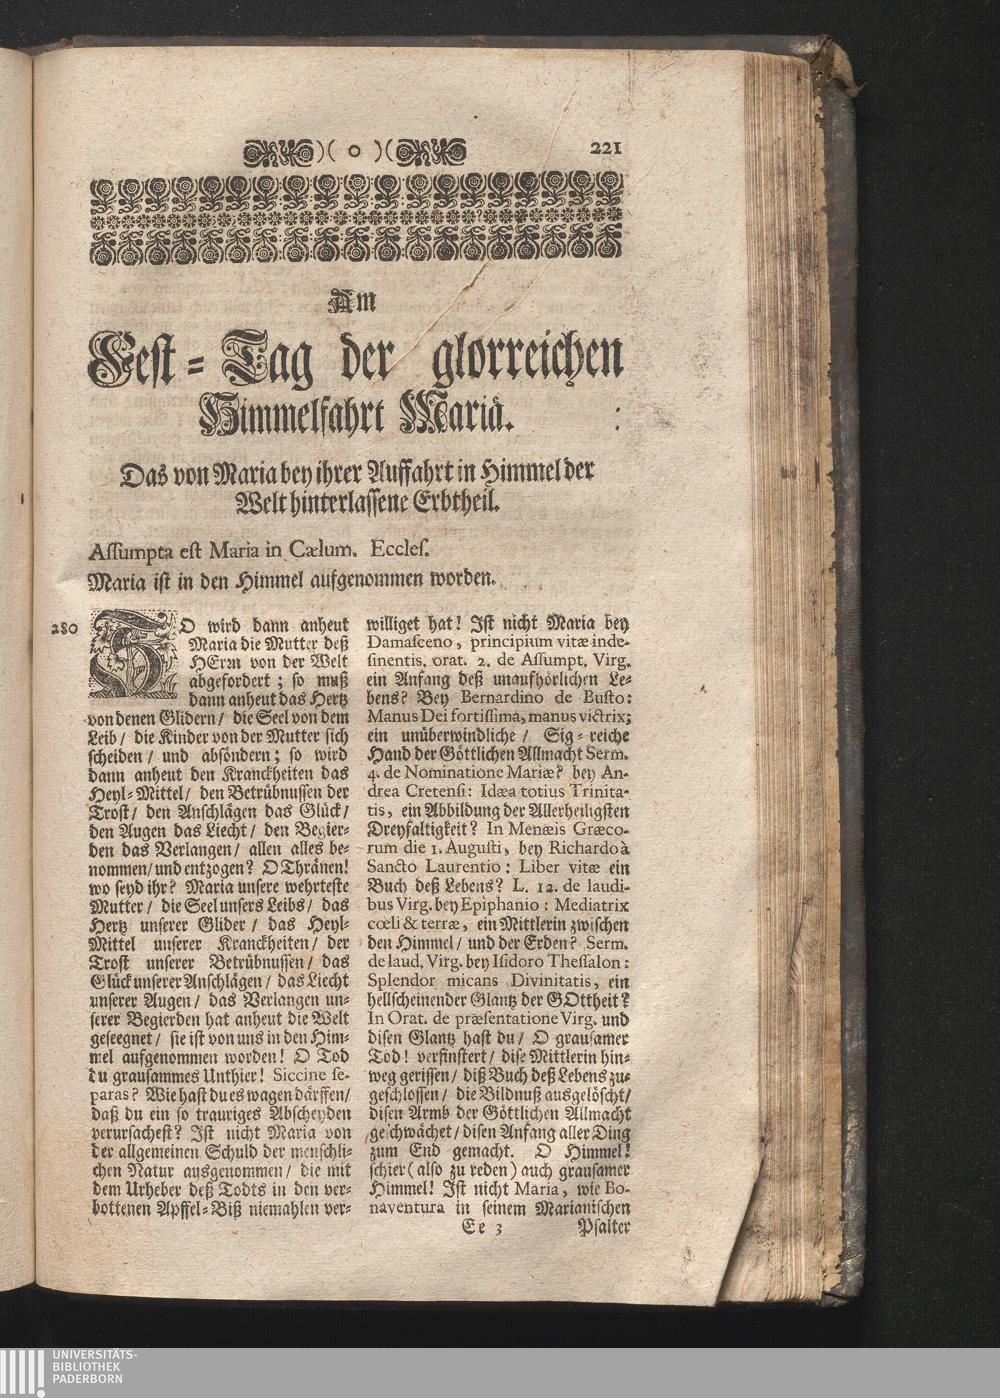 )( o )(
221
Am
Fest-Tag der glorreichen
Himmelfahrt Mariä.
Das von Maria bey ihrer Auffahrt in Himmel der
Welt hinterlassene Erbtheil.
Assumpta est Maria in Cælum. Eccles.
Maria ist in den Himmel aufgenommen worden.
280
SO wird dann anheut
Maria die Mutter deß
HErrn von der Welt
abgefordert; so muß
dann anheut das Hertz
von denen Glidern/ die Seel von dem
Leib/ die Kinder von der Mutter sich
scheiden/ und absöndern; so wird
dann anheut den Kranckheiten das
Heyl-Mittel/ den Betrübnussen der
Trost/ den Anschlägen das Glück/
den Augen das Liecht/ den Begier-
den das Verlangen/ allen alles be-
nommen/ und entzogen? O Thränen!
wo seyd ihr? Maria unsere wehrteste
Mutter/ die Seel unsers Leibs/ das
Hertz unserer Glider/ das Heyl-
Mittel unserer Kranckheiten/ der
Trost unserer Betrübnussen/ das
Glück unserer Anschlägen/ das Liecht
unserer Augen/ das Verlangen un-
serer Begierden hat anheut die Welt
geseegnet/ sie ist von uns in den Him-
mel aufgenommen worden! O Tod
du grausammes Unthier! Siccine se-
paras? Wie hast du es wagen därffen/
daß du ein so trauriges Abscheyden
verursachest? Ist nicht Maria von
der allgemeinen Schuld der menschli-
chen Natur ausgenommen/ die mit
dem Urheber deß Todts in den ver-
bottenen Apffel-Biß niemahlen ver-
williget hat! Ist nicht Maria bey
Damasceno, principium vitæ inde-
sinentis. orat. 2. de Assumpt, Virg.
ein Anfang deß unaufhörlichen Le-
bens? Bey Bernardino de Busto:
Manus Dei fortissima, manus victrix;
ein unüberwindliche/ Sig-reiche
Hand der Göttlichen Allmacht Serm.
4. de Nominatione Mariæ? bey An-
drea Cretensi: Idæa totius Trinita-
tis, ein Abbildung der Allerheiligsten
Dreyfaltigkeit? In Menæis Græco-
rum die 1. Augusti, bey Richardo à
Sancto Laurentio: Liber vitæ ein
Buch deß Lebens? L. 12. de laudi-
bus Virg. bey Epiphanio: Mediatrix
cœli & terræ, ein Mittlerin zwischen
den Himmel/ und der Erden? Serm.
de laud, Virg. bey Isidoro Thessalon:
Splendor micans Divinitatis, ein
hellscheinender Glantz der GOttheit?
In Orat. de præsentatione Virg. und
disen Glantz hast du/ O grausamer
Tod! verfinstert/ dise Mittlerin hin-
weg gerissen/ diß Buch deß Lebens zu-
geschlossen/ die Bildnuß ausgelöscht/
disen Armb der Göttlichen Allmacht
geschwächet/ disen Anfang aller Ding
zum End gemacht. O Himmel!
schier (also zu reden) auch grausamer
Himmel! Ist nicht Maria, wie Bo-
naventura in seinem Marianischen
Ee 3
Psalter
UNIVERSITÄTS-
BIBLIOTHEK
PADERBORN